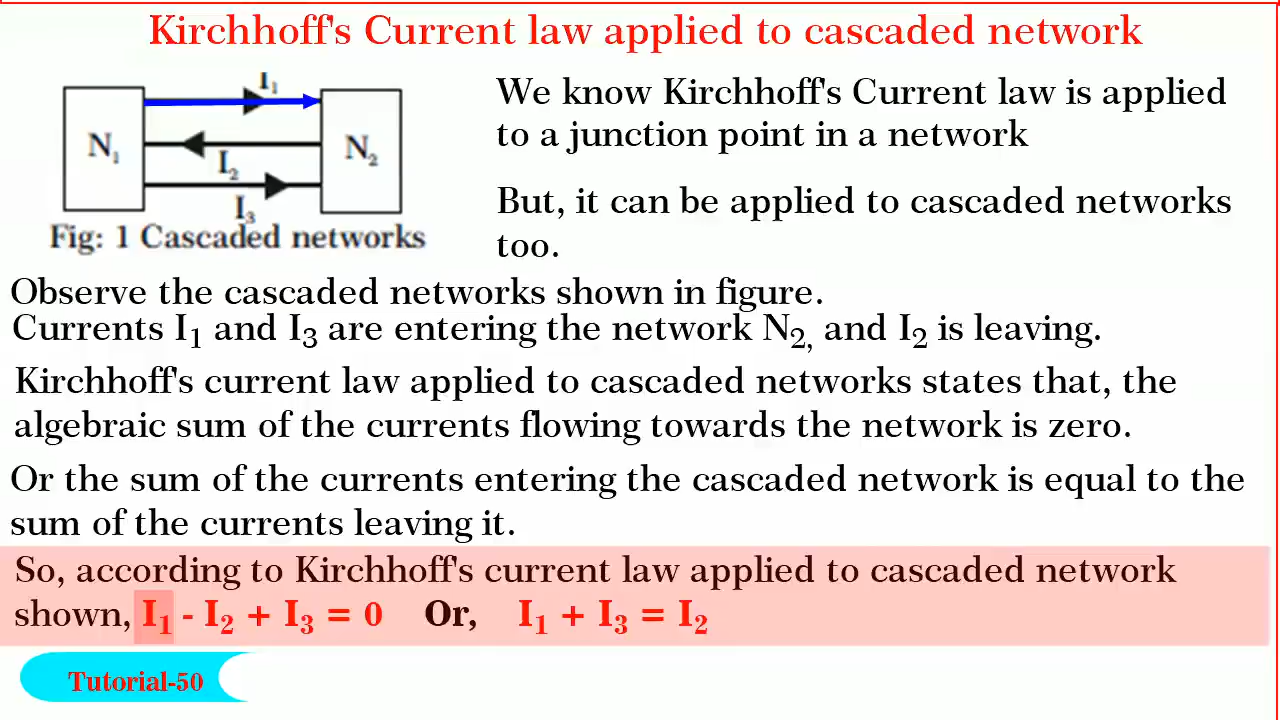 Kirchhoff's Current law applied to cascaded network
I₁
N₁
N₂
I₂
I₃
Fig: 1 Cascaded networks
We know Kirchhoff's Current law is applied
to a junction point in a network
But, it can be applied to cascaded networks
too.
Observe the cascaded networks shown in figure.
Currents I₁ and I₃ are entering the network N₂, and I₂ is leaving.
Kirchhoff's current law applied to cascaded networks states that, the
algebraic sum of the currents flowing towards the network is zero.
Or the sum of the currents entering the cascaded network is equal to the
sum of the currents leaving it.
So, according to Kirchhoff's current law applied to cascaded network
shown, I₁ - I₂ + I₃ = 0 Or, I₁ + I₃ = I₂
Tutorial-50